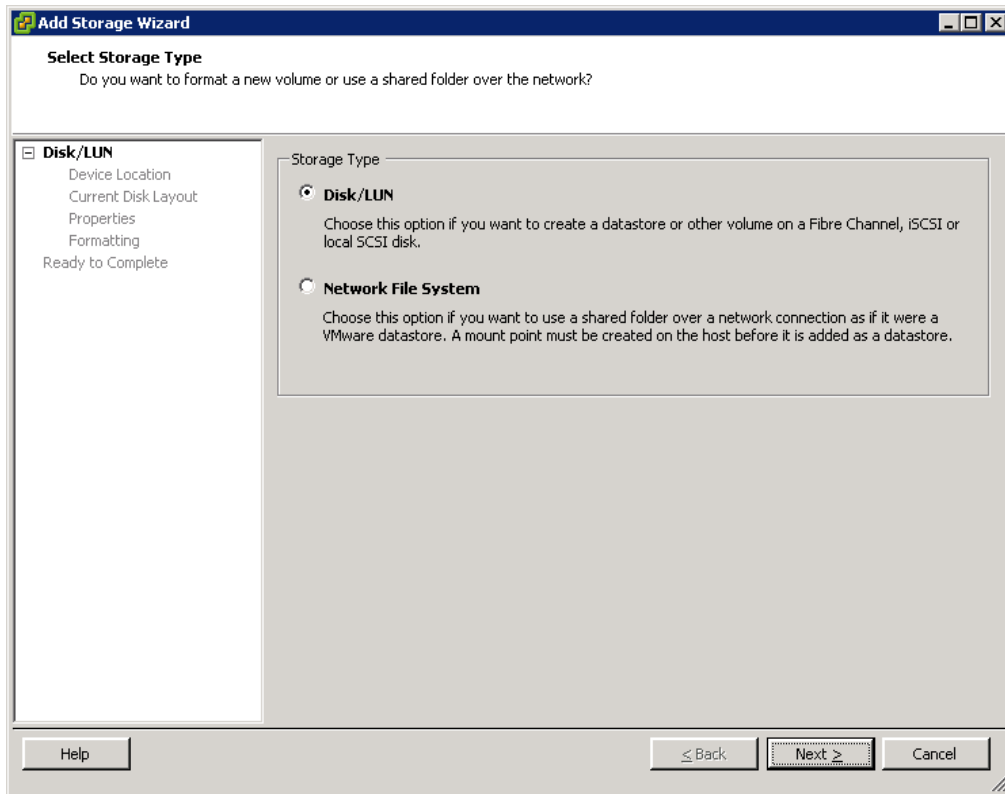 Add Storage Wizard
Select Storage Type
Do you want to format a new volume or use a shared folder over the network?
Disk/LUN
Device Location
Current Disk Layout
Properties
Formatting
Ready to Complete
Storage Type
Disk/LUN
Choose this option if you want to create a datastore or other volume on a Fibre Channel, iSCSI or
local SCSI disk.
Network File System
Choose this option if you want to use a shared folder over a network connection as if it were a
VMware datastore. A mount point must be created on the host before it is added as a datastore.
Help
< Back
Next >
Cancel